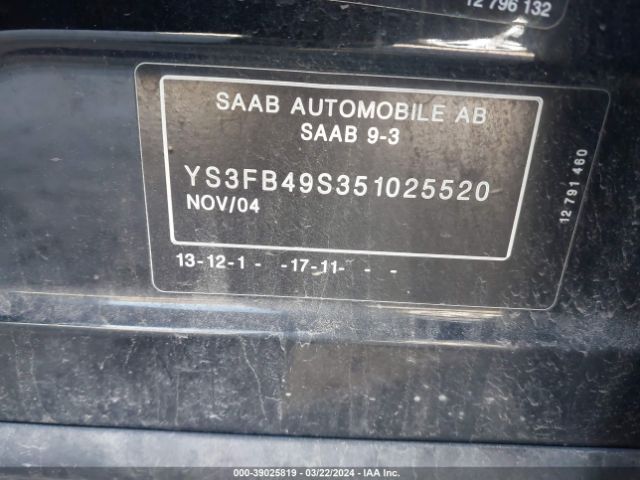 12 796 132
SAAB AUTOMOBILE AB
SAAB 9-3
YS3FB49S351025520
NOV/04
13-12-1 - -17-11- - -
12 791 460
000-39025819 - 03/22/2024 - IAA Inc.